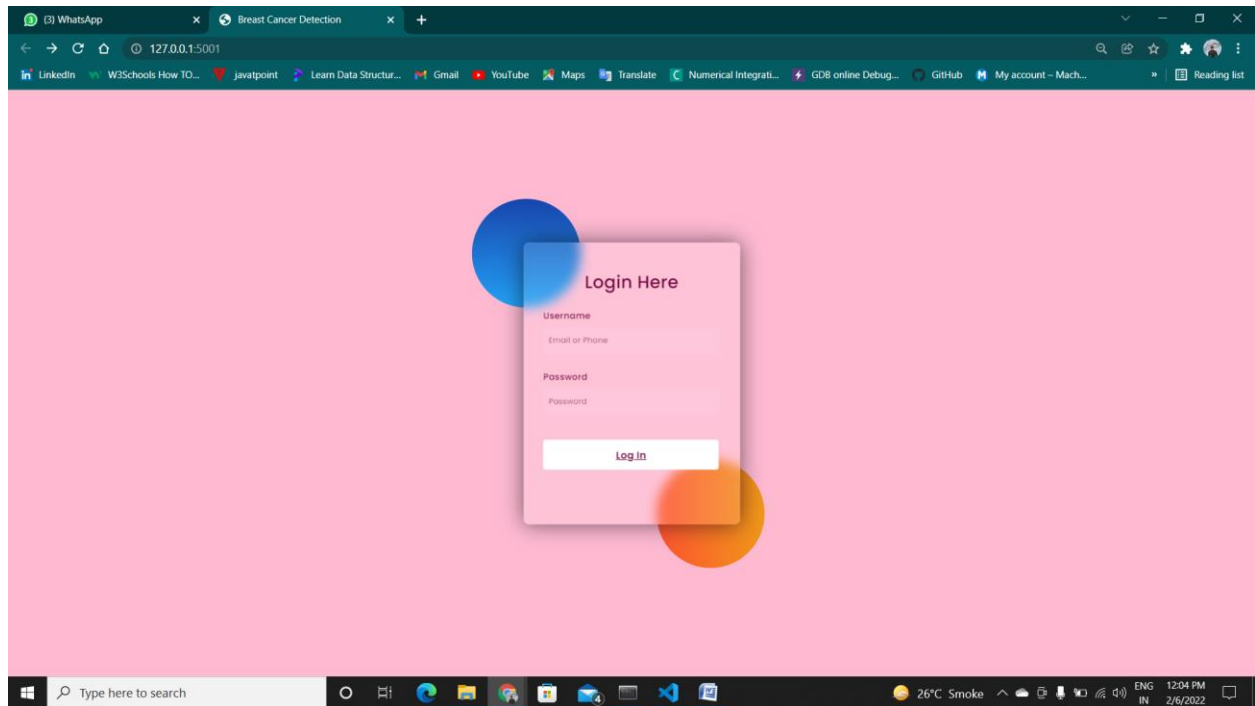 (3) WhatsApp Breast Cancer Detection
127.0.0.1:5001
LinkedIn W3Schools How TO... javatpoint Learn Data Structur... Gmail YouTube Maps Translate Numerical Integrati... GDB online Debug... GitHub My account – Mach... » Reading list
Login Here
Username
Email or Phone
Password
Password
Log In
Type here to search 4 26°C Smoke ENG 12:04 PM
IN 2/6/2022